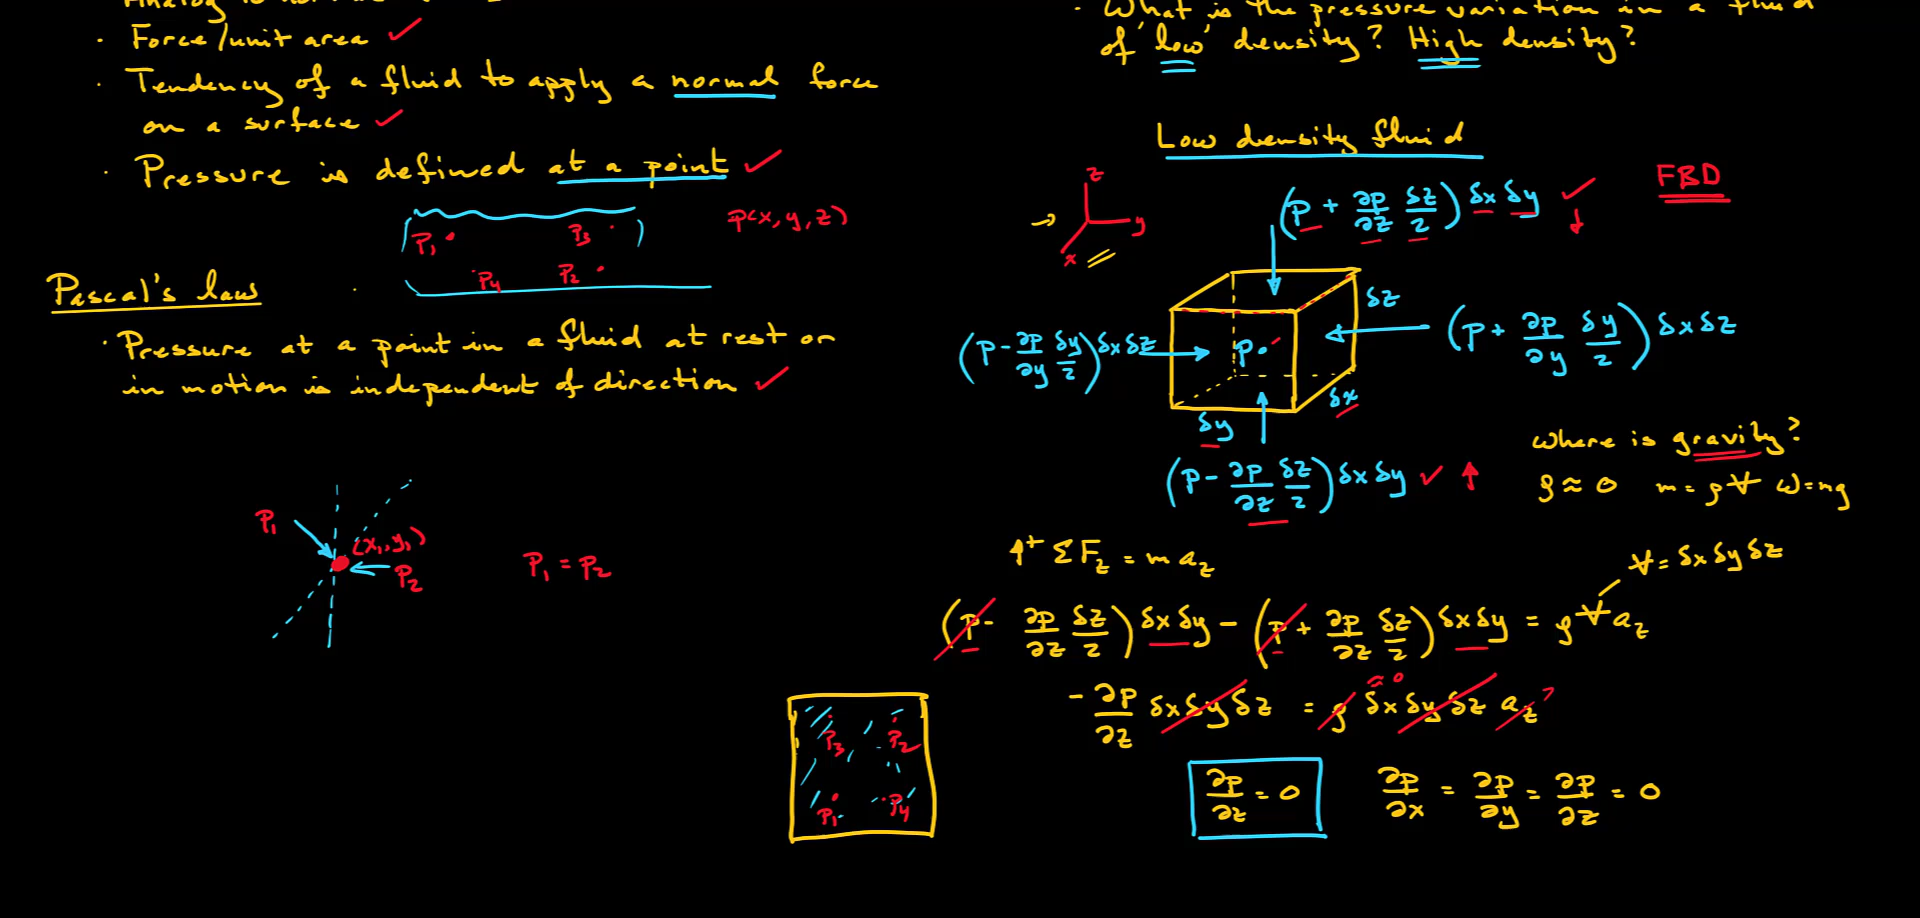 · Force/unit area ✓
· Tendency of a fluid to apply a normal force
on a surface ✓
· Pressure is defined at a point ✓
P₁ P₃ P₄ P₂
p(x,y,z)
Pascal's law
· Pressure at a point in a fluid at rest or
in motion is independent of direction ✓
P₁
(x₁,y₁)
P₂
P₁ = P₂
P₃ P₂
P₁ P₄
· What is the pressure variation in a fluid
of 'low' density? High density?
Low density fluid
FBD
z
y
x
(P + ∂p/∂z δz/2) δx δy ✓ ↓
δz
(P - ∂p/∂y δy/2) δx δz
P
(P + ∂p/∂y δy/2) δx δz
δx
δy
(P - ∂p/∂z δz/2) δx δy ✓ ↑
where is gravity?
ρ ≈ 0 m = ρ∀ ω = mg
↑+ ΣF_z = m a_z
∀ = δx δy δz
(P - ∂p/∂z δz/2) δx δy - (P + ∂p/∂z δz/2) δx δy = ρ∀ a_z
≈ 0
- ∂p/∂z δx δy δz = ρ δx δy δz a_z
∂p/∂z = 0
∂p/∂x = ∂p/∂y = ∂p/∂z = 0